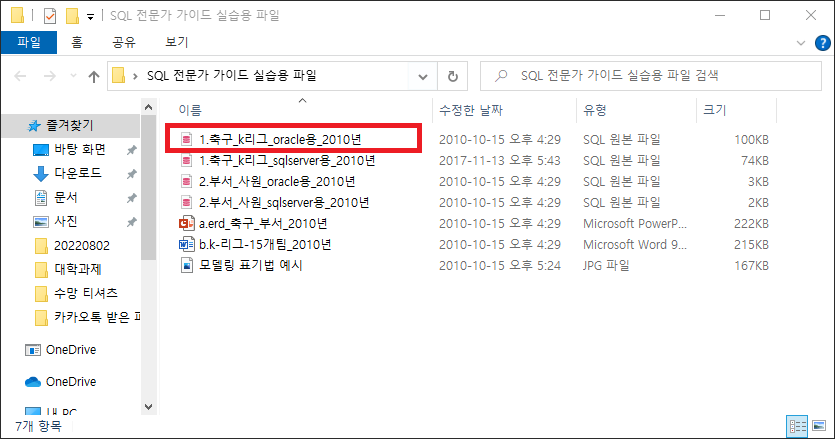 SQL 전문가 가이드 실습용 파일
파일 홈 공유 보기
SQL 전문가 가이드 실습용 파일 SQL 전문가 가이드 실습용 파일 검색
이름 수정한 날짜 유형 크기
즐겨찾기
바탕 화면
다운로드
문서
사진
20220802
대학과제
수망 티셔츠
카카오톡 받은 파
OneDrive
OneDrive
내 PC
1.축구_k리그_oracle용_2010년 2010-10-15 오후 4:29 SQL 원본 파일 100KB
1.축구_k리그_sqlserver용_2010년 2017-11-13 오후 5:43 SQL 원본 파일 74KB
2.부서_사원_oracle용_2010년 2010-10-15 오후 4:29 SQL 원본 파일 3KB
2.부서_사원_sqlserver용_2010년 2010-10-15 오후 4:29 SQL 원본 파일 2KB
a.erd_축구_부서_2010년 2010-10-15 오후 4:29 Microsoft PowerP... 222KB
b.k-리그-15개팀_2010년 2010-10-15 오후 4:29 Microsoft Word 9... 215KB
모델링 표기법 예시 2010-10-15 오후 5:24 JPG 파일 167KB
7개 항목